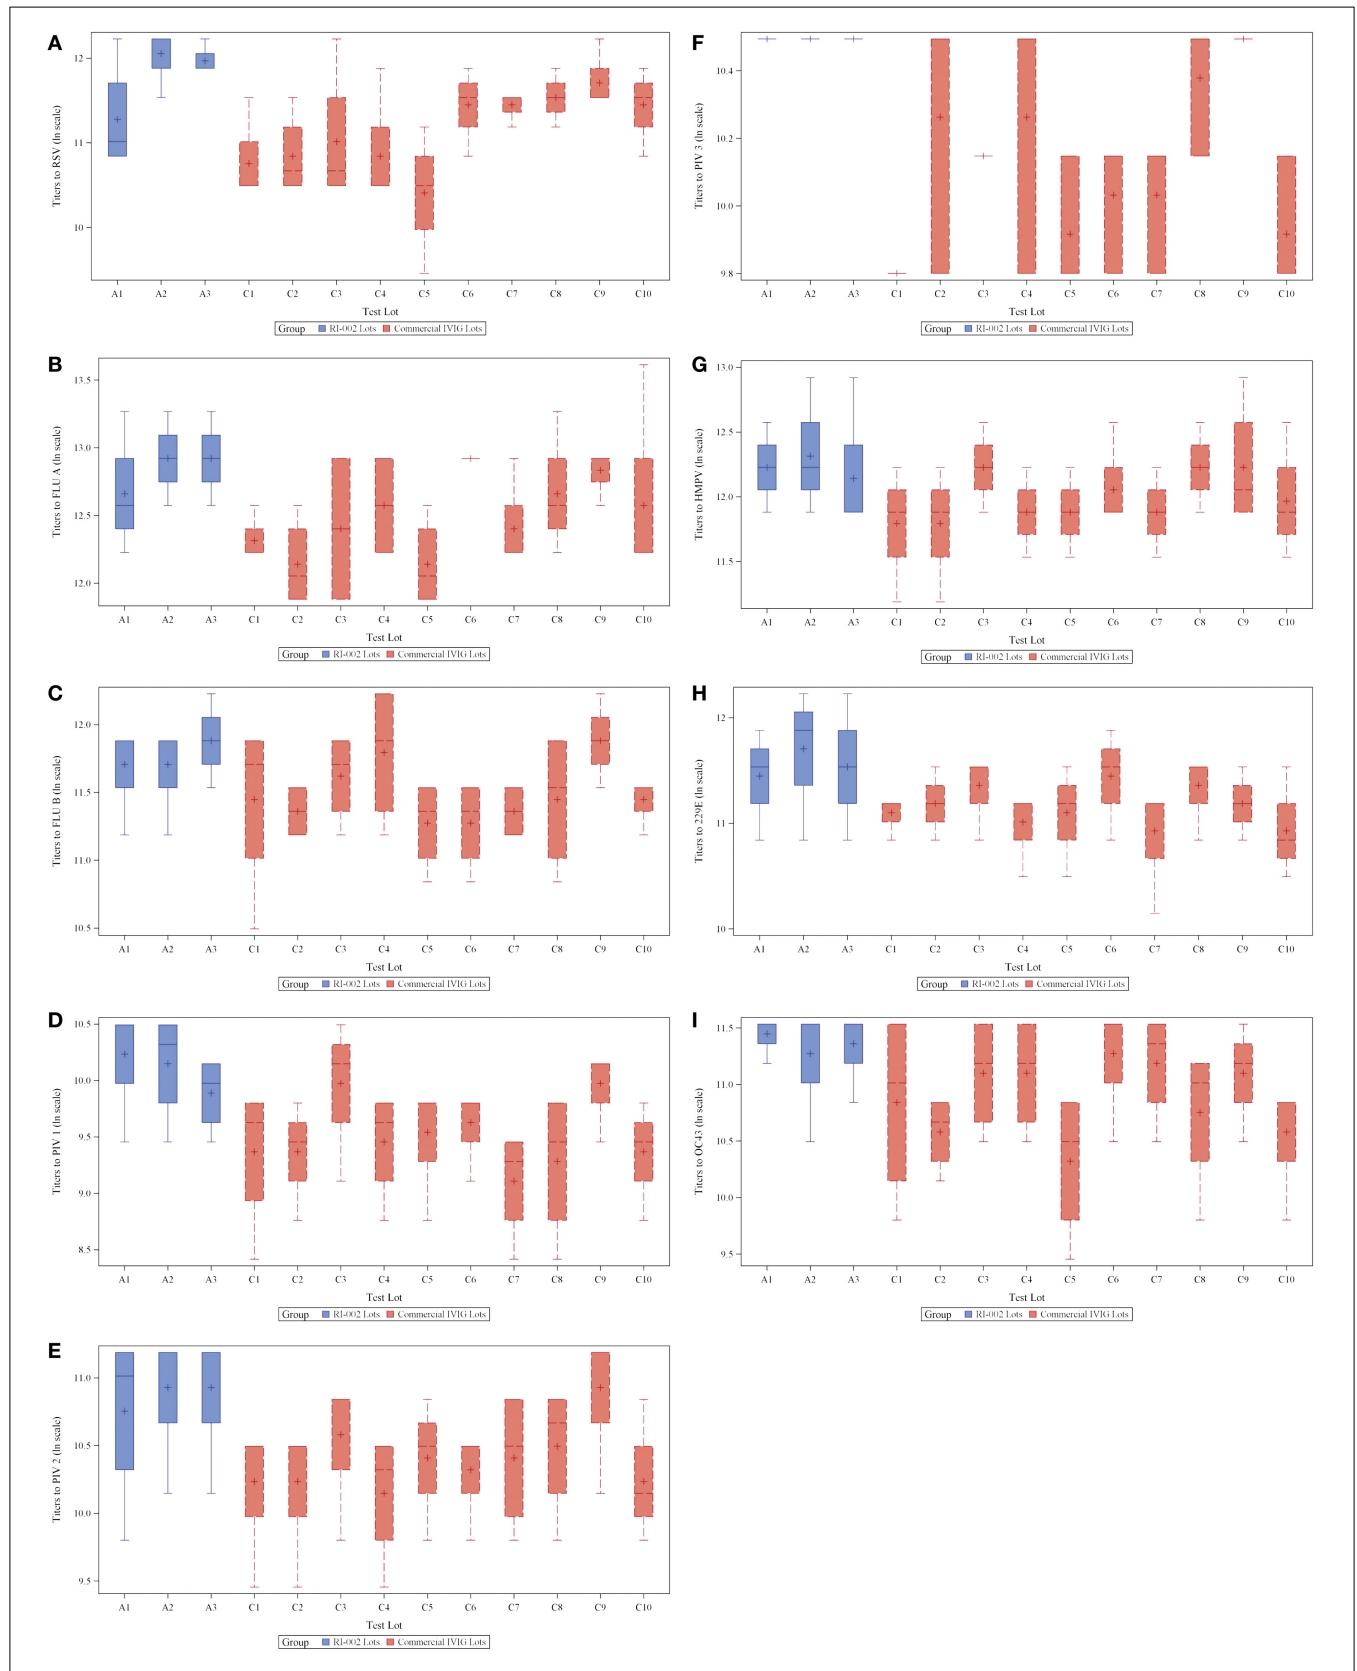 A
Titers to RSV (ln scale)
12
11
10
A1 A2 A3 C1 C2 C3 C4 C5 C6 C7 C8 C9 C10
Test Lot
Group RI-002 Lots Commercial IVIG Lots
B
Titers to FLU A (ln scale)
13.5
13.0
12.5
12.0
A1 A2 A3 C1 C2 C3 C4 C5 C6 C7 C8 C9 C10
Test Lot
Group RI-002 Lots Commercial IVIG Lots
C
Titers to FLU B (ln scale)
12.0
11.5
11.0
10.5
A1 A2 A3 C1 C2 C3 C4 C5 C6 C7 C8 C9 C10
Test Lot
Group RI-002 Lots Commercial IVIG Lots
D
Titers to PIV 1 (ln scale)
10.5
10.0
9.5
9.0
8.5
A1 A2 A3 C1 C2 C3 C4 C5 C6 C7 C8 C9 C10
Test Lot
Group RI-002 Lots Commercial IVIG Lots
E
Titers to PIV 2 (ln scale)
11.0
10.5
10.0
9.5
A1 A2 A3 C1 C2 C3 C4 C5 C6 C7 C8 C9 C10
Test Lot
Group RI-002 Lots Commercial IVIG Lots
F
Titers to PIV 3 (ln scale)
10.4
10.2
10.0
9.8
A1 A2 A3 C1 C2 C3 C4 C5 C6 C7 C8 C9 C10
Test Lot
Group RI-002 Lots Commercial IVIG Lots
G
Titers to HMPV (ln scale)
13.0
12.5
12.0
11.5
A1 A2 A3 C1 C2 C3 C4 C5 C6 C7 C8 C9 C10
Test Lot
Group RI-002 Lots Commercial IVIG Lots
H
Titers to 229E (ln scale)
12
11
10
A1 A2 A3 C1 C2 C3 C4 C5 C6 C7 C8 C9 C10
Test Lot
Group RI-002 Lots Commercial IVIG Lots
I
Titers to OC43 (ln scale)
11.5
11.0
10.5
10.0
9.5
A1 A2 A3 C1 C2 C3 C4 C5 C6 C7 C8 C9 C10
Test Lot
Group RI-002 Lots Commercial IVIG Lots